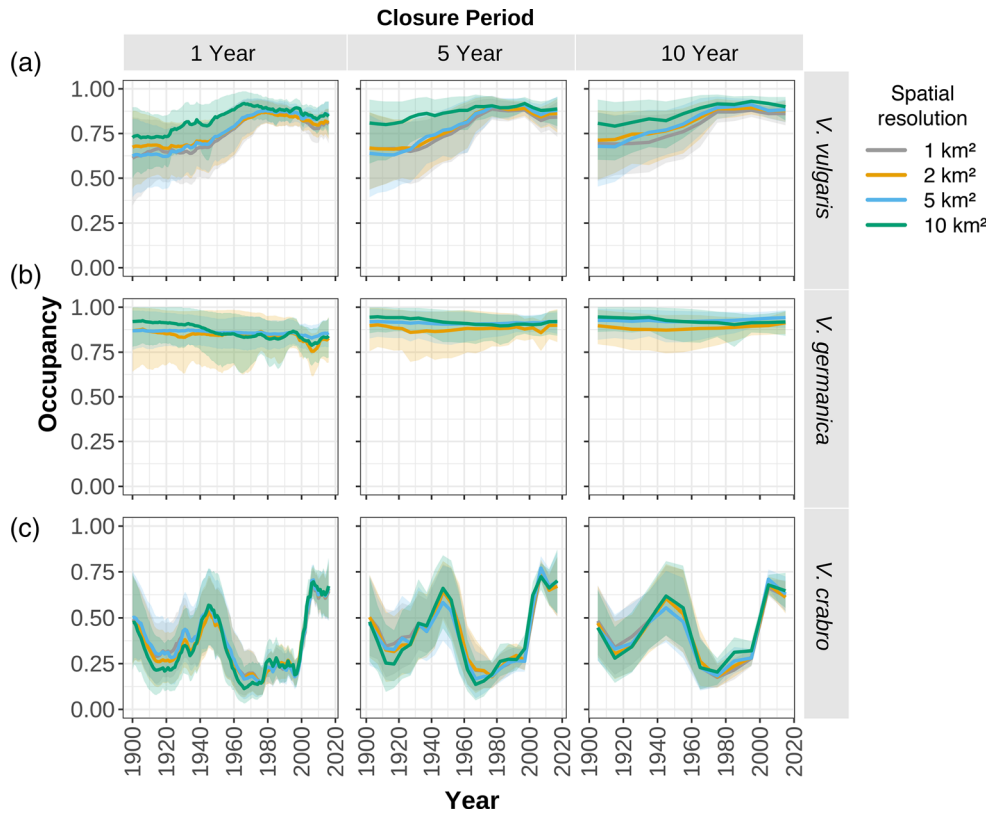 Closure Period
1 Year 5 Year 10 Year
(a)
1.00
0.75
0.50
0.25
0.00
V. vulgaris
Spatial
resolution
1 km²
2 km²
5 km²
10 km²
(b)
1.00
0.75
0.50
0.25
0.00
V. germanica
Occupancy
(c)
1.00
0.75
0.50
0.25
0.00
V. crabro
1900 1920 1940 1960 1980 2000 2020 1900 1920 1940 1960 1980 2000 2020 1900 1920 1940 1960 1980 2000 2020
Year